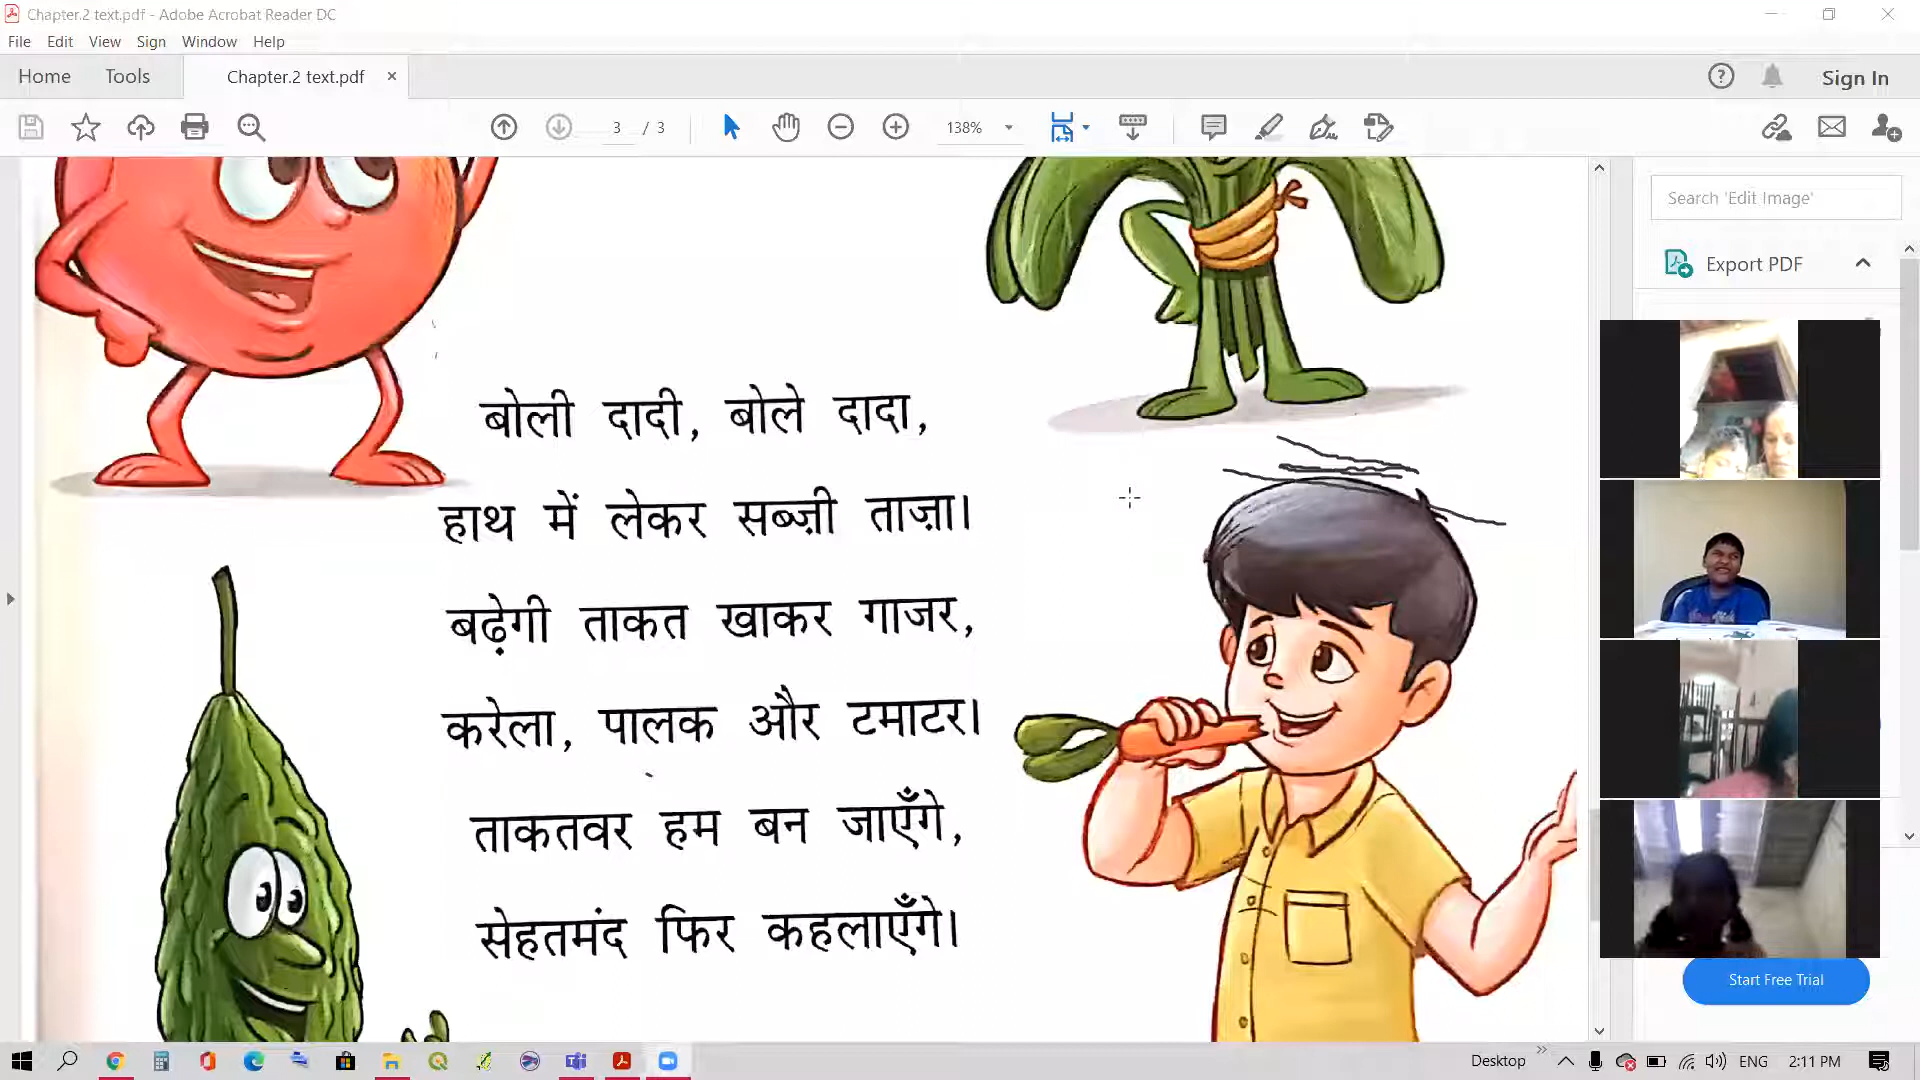 Chapter.2 text.pdf - Adobe Acrobat Reader DC
File Edit View Sign Window Help
Home Tools Chapter.2 text.pdf × Sign In
3 / 3 138%
Search 'Edit Image'
Export PDF
बोली दादी, बोले दादा,
हाथ में लेकर सब्ज़ी ताज़ा।
बढ़ेगी ताकत खाकर गाजर,
करेला, पालक और टमाटर।
ताकतवर हम बन जाएँगे,
सेहतमंद फिर कहलाएँगे।
Start Free Trial
Desktop ENG 2:11 PM